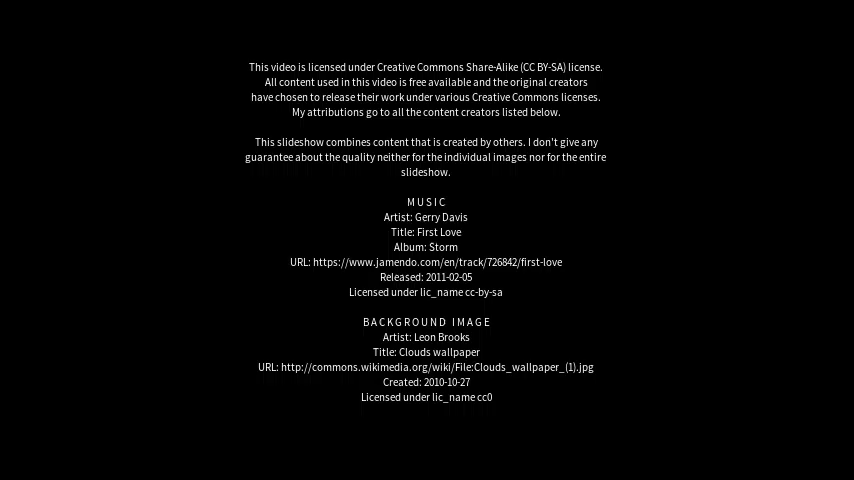 This video is licensed under Creative Commons Share-Alike (CC BY-SA) license.
All content used in this video is free available and the original creators
have chosen to release their work under various Creative Commons licenses.
My attributions go to all the content creators listed below.
This slideshow combines content that is created by others. I don't give any
guarantee about the quality neither for the individual images nor for the entire
slideshow.
MUSIC
Artist: Gerry Davis
Title: First Love
Album: Storm
URL: https://www.jamendo.com/en/track/726842/first-love
Released: 2011-02-05
Licensed under lic_name cc-by-sa
BACKGROUND IMAGE
Artist: Leon Brooks
Title: Clouds wallpaper
URL: http://commons.wikimedia.org/wiki/File:Clouds_wallpaper_(1).jpg
Created: 2010-10-27
Licensed under lic_name cc0